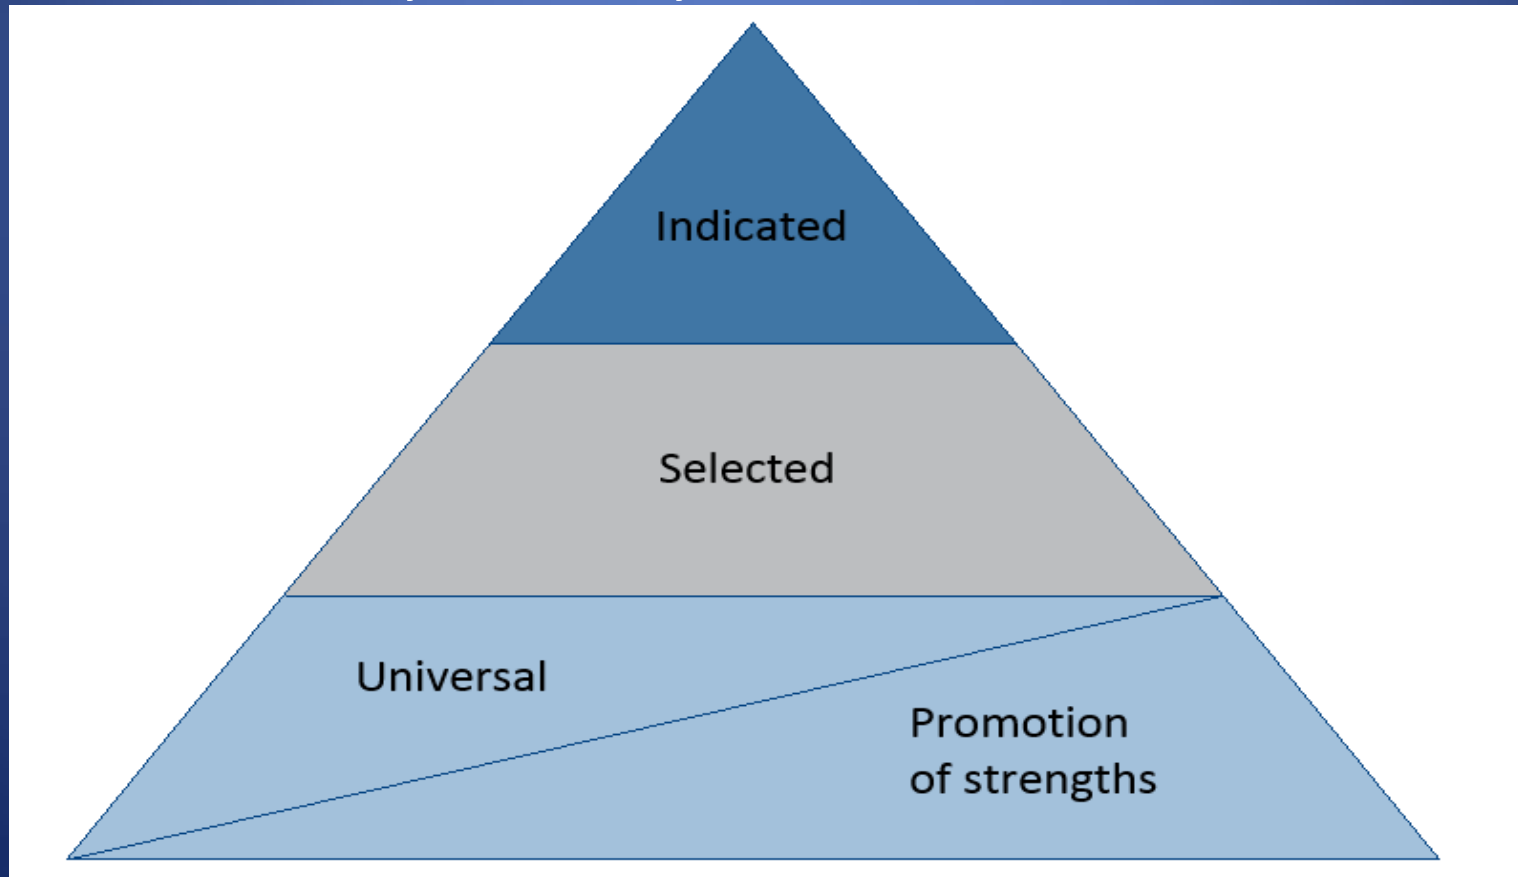 Indicated
Selected
Universal
Promotion
of strengths